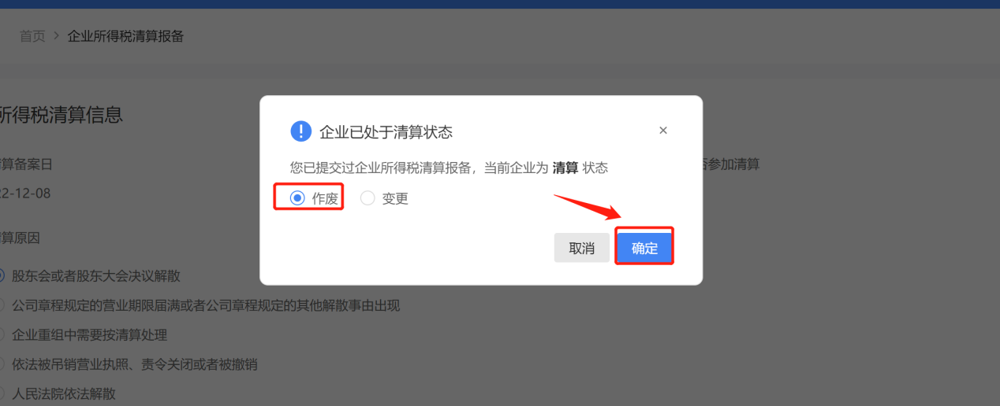 首页 > 企业所得税清算报备
所得税清算信息
企业已处于清算状态
×
您已提交过企业所得税清算报备，当前企业为 清算 状态
算备案日
参加清算
2-12-08
作废 变更
算原因
取消 确定
股东会或者股东大会决议解散
公司章程规定的营业期限届满或者公司章程规定的其他解散事由出现
企业重组中需要按清算处理
依法被吊销营业执照、责令关闭或者被撤销
人民法院依法解散